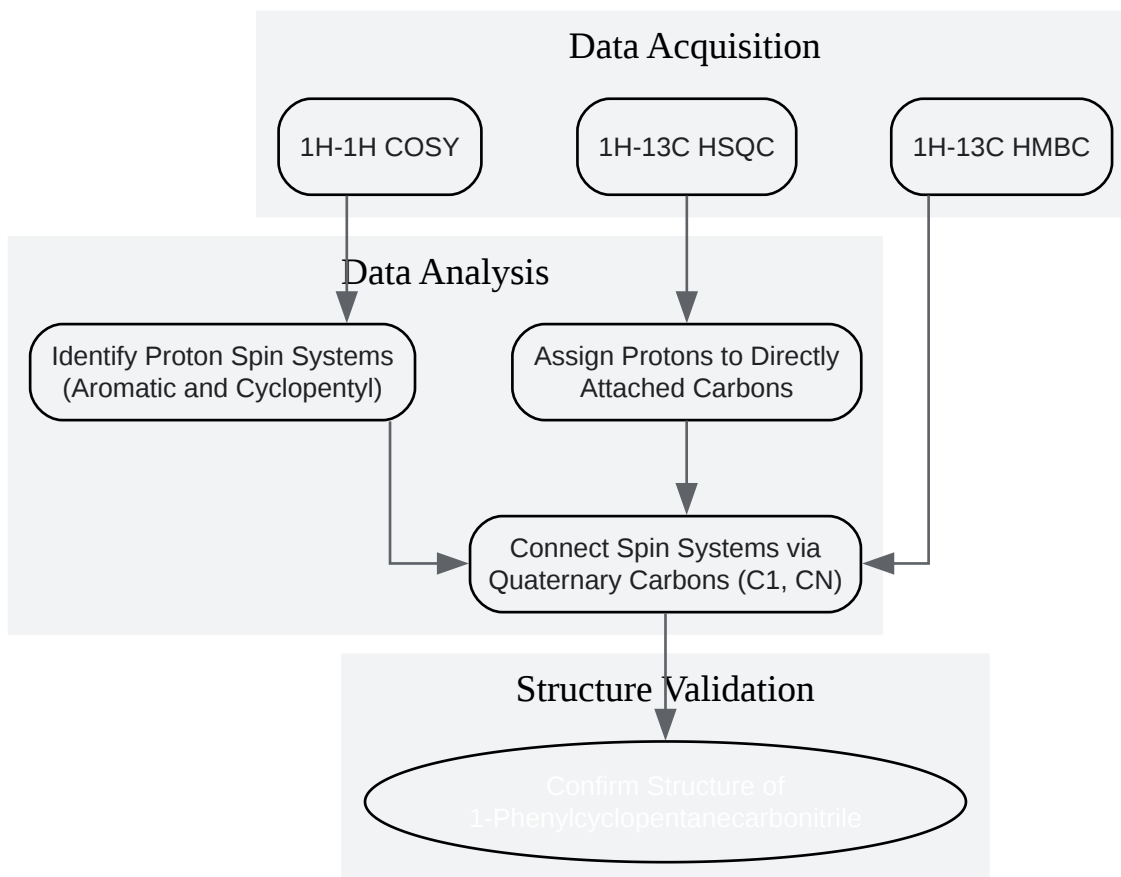 Data Acquisition
1H-1H COSY
1H-13C HSQC
1H-13C HMBC
Data Analysis
Identify Proton Spin Systems
(Aromatic and Cyclopentyl)
Assign Protons to Directly
Attached Carbons
Connect Spin Systems via
Quaternary Carbons (C1, CN)
Structure Validation
Confirm Structure of
1-Phenylcyclopentanecarbonitrile